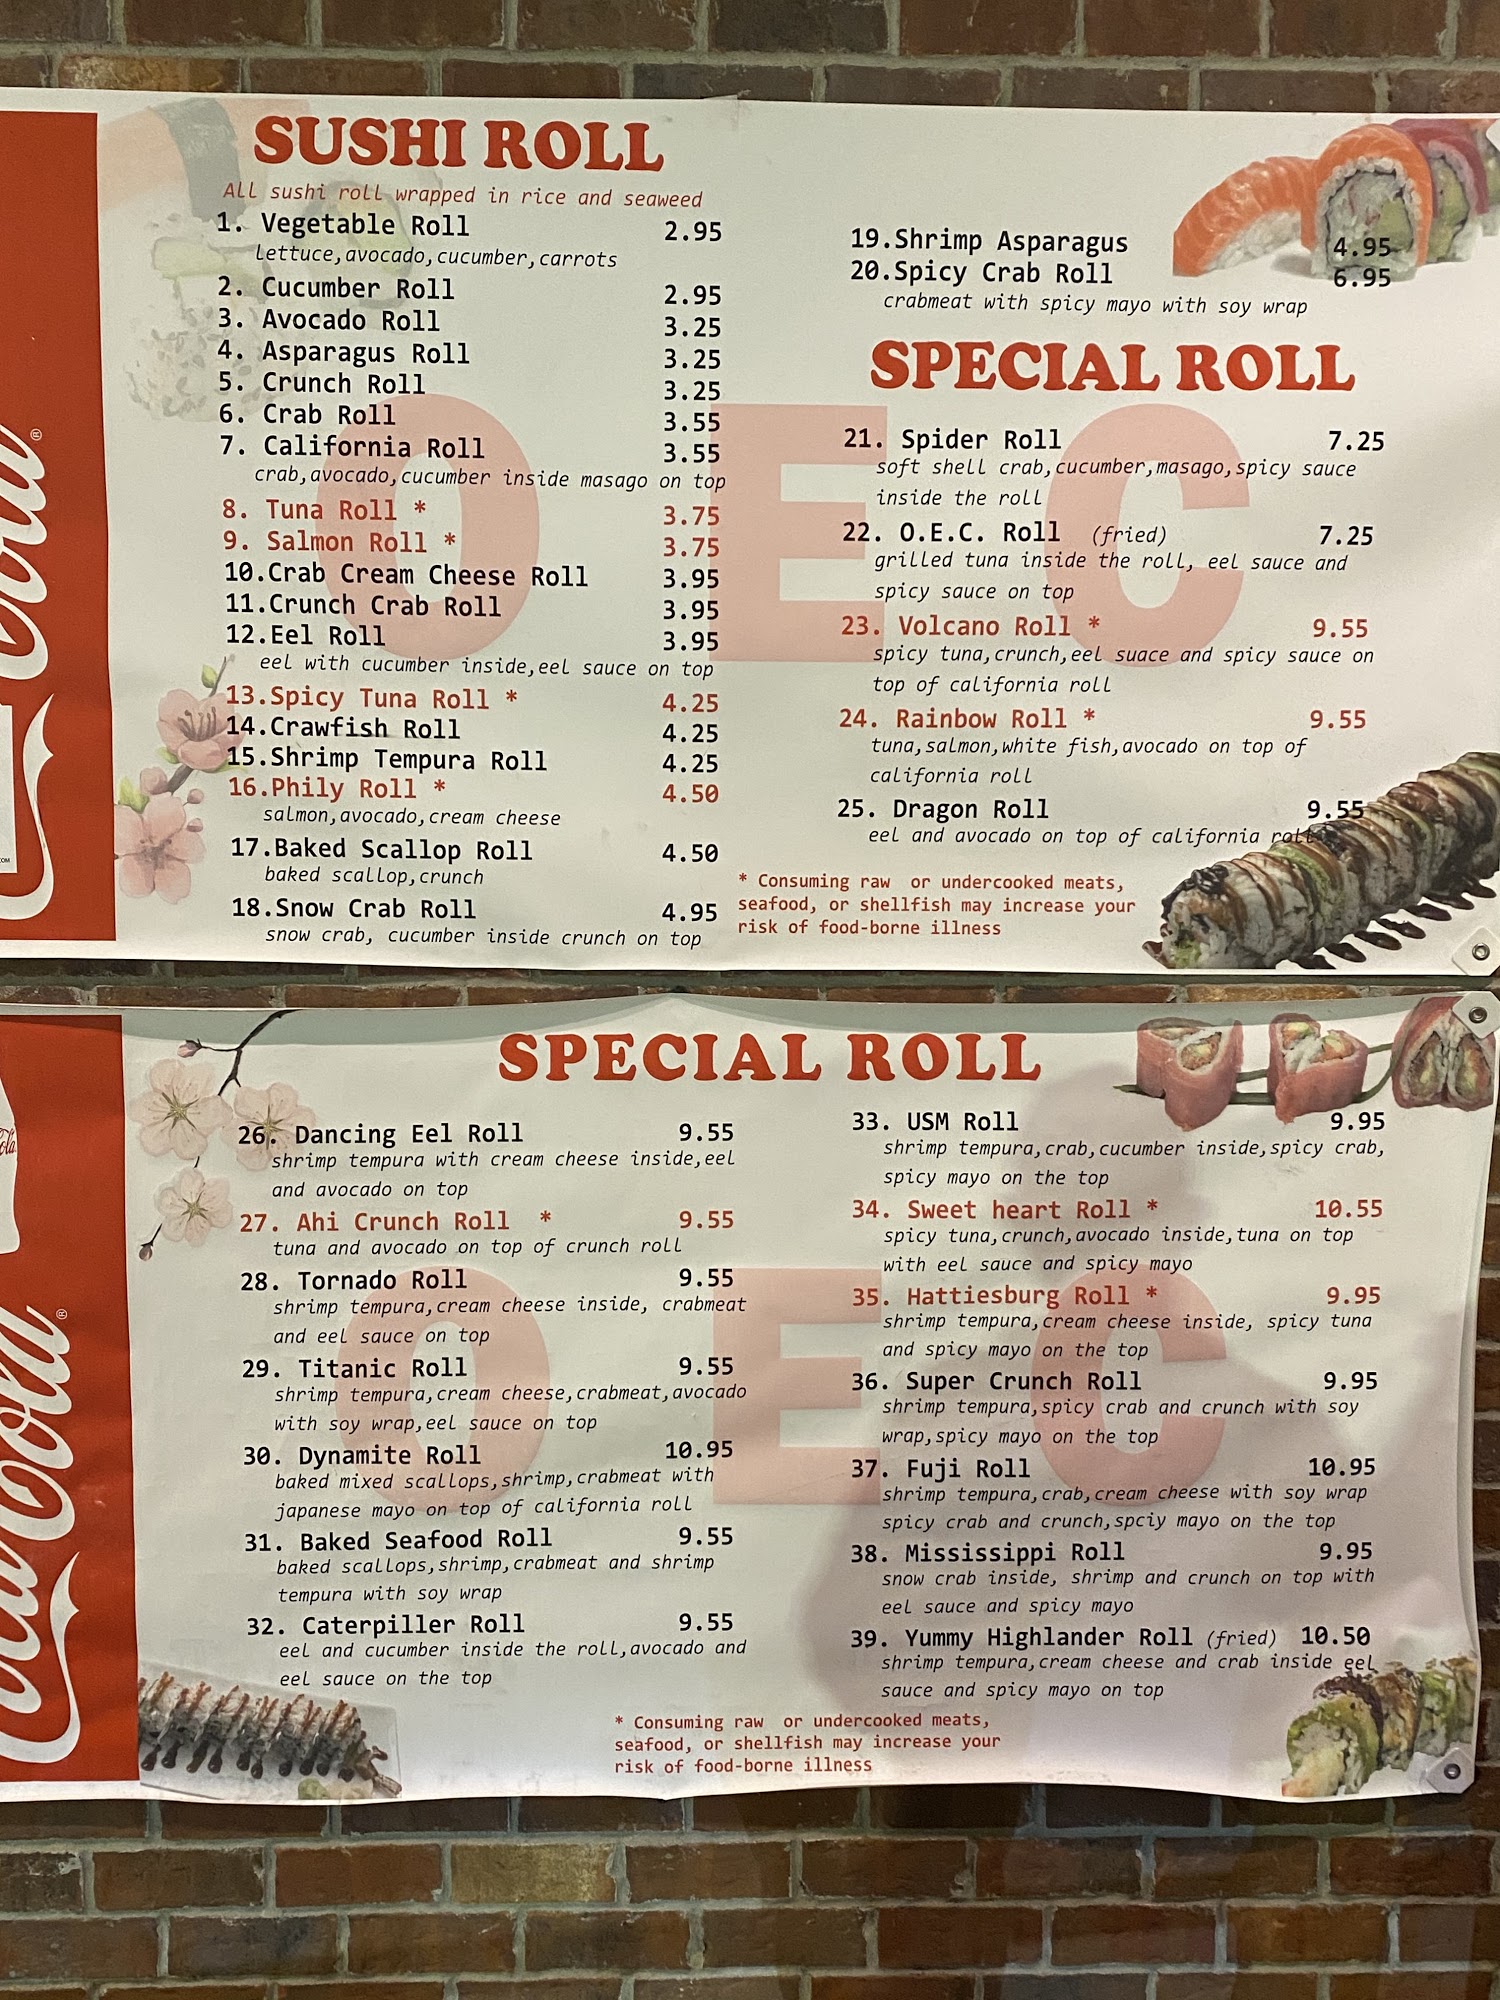 SUSHI ROLL
ALL sushi roll wrapped in rice and seaweed
1. Vegetable Roll 2.95
Lettuce,avocado,cucumber,carrots
2. Cucumber Roll 2.95
3. Avocado Roll 3.25
4. Asparagus Roll 3.25
5. Crunch Roll 3.25
6. Crab Roll 3.55
7. California Roll 3.55
crab,avocado,cucumber inside masago on top
8. Tuna Roll * 3.75
9. Salmon Roll * 3.75
10.Crab Cream Cheese Roll 3.95
11.Crunch Crab Roll 3.95
12.Eel Roll 3.95
eel with cucumber inside,eel sauce on top
13.Spicy Tuna Roll * 4.25
14.Crawfish Roll 4.25
15.Shrimp Tempura Roll 4.25
16.Phily Roll * 4.50
salmon,avocado,cream cheese
17.Baked Scallop Roll 4.50
baked scallop,crunch
18.Snow Crab Roll 4.95
snow crab, cucumber inside crunch on top
19.Shrimp Asparagus 4.95
20.Spicy Crab Roll 6.95
crabmeat with spicy mayo with soy wrap
SPECIAL ROLL
21. Spider Roll 7.25
soft shell crab,cucumber,masago,spicy sauce
inside the roll
22. O.E.C. Roll (fried) 7.25
grilled tuna inside the roll, eel sauce and
spicy sauce on top
23. Volcano Roll * 9.55
spicy tuna,crunch,eel suace and spicy sauce on
top of california roll
24. Rainbow Roll * 9.55
tuna,salmon,white fish,avocado on top of
california roll
25. Dragon Roll 9.55
eel and avocado on top of california roll
* Consuming raw or undercooked meats,
seafood, or shellfish may increase your
risk of food-borne illness
O E C
Cola®
SPECIAL ROLL
26. Dancing Eel Roll 9.55
shrimp tempura with cream cheese inside,eel
and avocado on top
27. Ahi Crunch Roll * 9.55
tuna and avocado on top of crunch roll
28. Tornado Roll 9.55
shrimp tempura,cream cheese inside, crabmeat
and eel sauce on top
29. Titanic Roll 9.55
shrimp tempura,cream cheese,crabmeat,avocado
with soy wrap,eel sauce on top
30. Dynamite Roll 10.95
baked mixed scallops,shrimp,crabmeat with
japanese mayo on top of california roll
31. Baked Seafood Roll 9.55
baked scallops,shrimp,crabmeat and shrimp
tempura with soy wrap
32. Caterpiller Roll 9.55
eel and cucumber inside the roll,avocado and
eel sauce on the top
33. USM Roll 9.95
shrimp tempura,crab,cucumber inside,spicy crab,
spicy mayo on the top
34. Sweet heart Roll * 10.55
spicy tuna,crunch,avocado inside,tuna on top
with eel sauce and spicy mayo
35. Hattiesburg Roll * 9.95
shrimp tempura,cream cheese inside, spicy tuna
and spicy mayo on the top
36. Super Crunch Roll 9.95
shrimp tempura,spicy crab and crunch with soy
wrap,spicy mayo on the top
37. Fuji Roll 10.95
shrimp tempura,crab,cream cheese with soy wrap
spicy crab and crunch,spciy mayo on the top
38. Mississippi Roll 9.95
snow crab inside, shrimp and crunch on top with
eel sauce and spicy mayo
39. Yummy Highlander Roll (fried) 10.50
shrimp tempura,cream cheese and crab inside eel
sauce and spicy mayo on top
* Consuming raw or undercooked meats,
seafood, or shellfish may increase your
risk of food-borne illness
O E C
Cola®